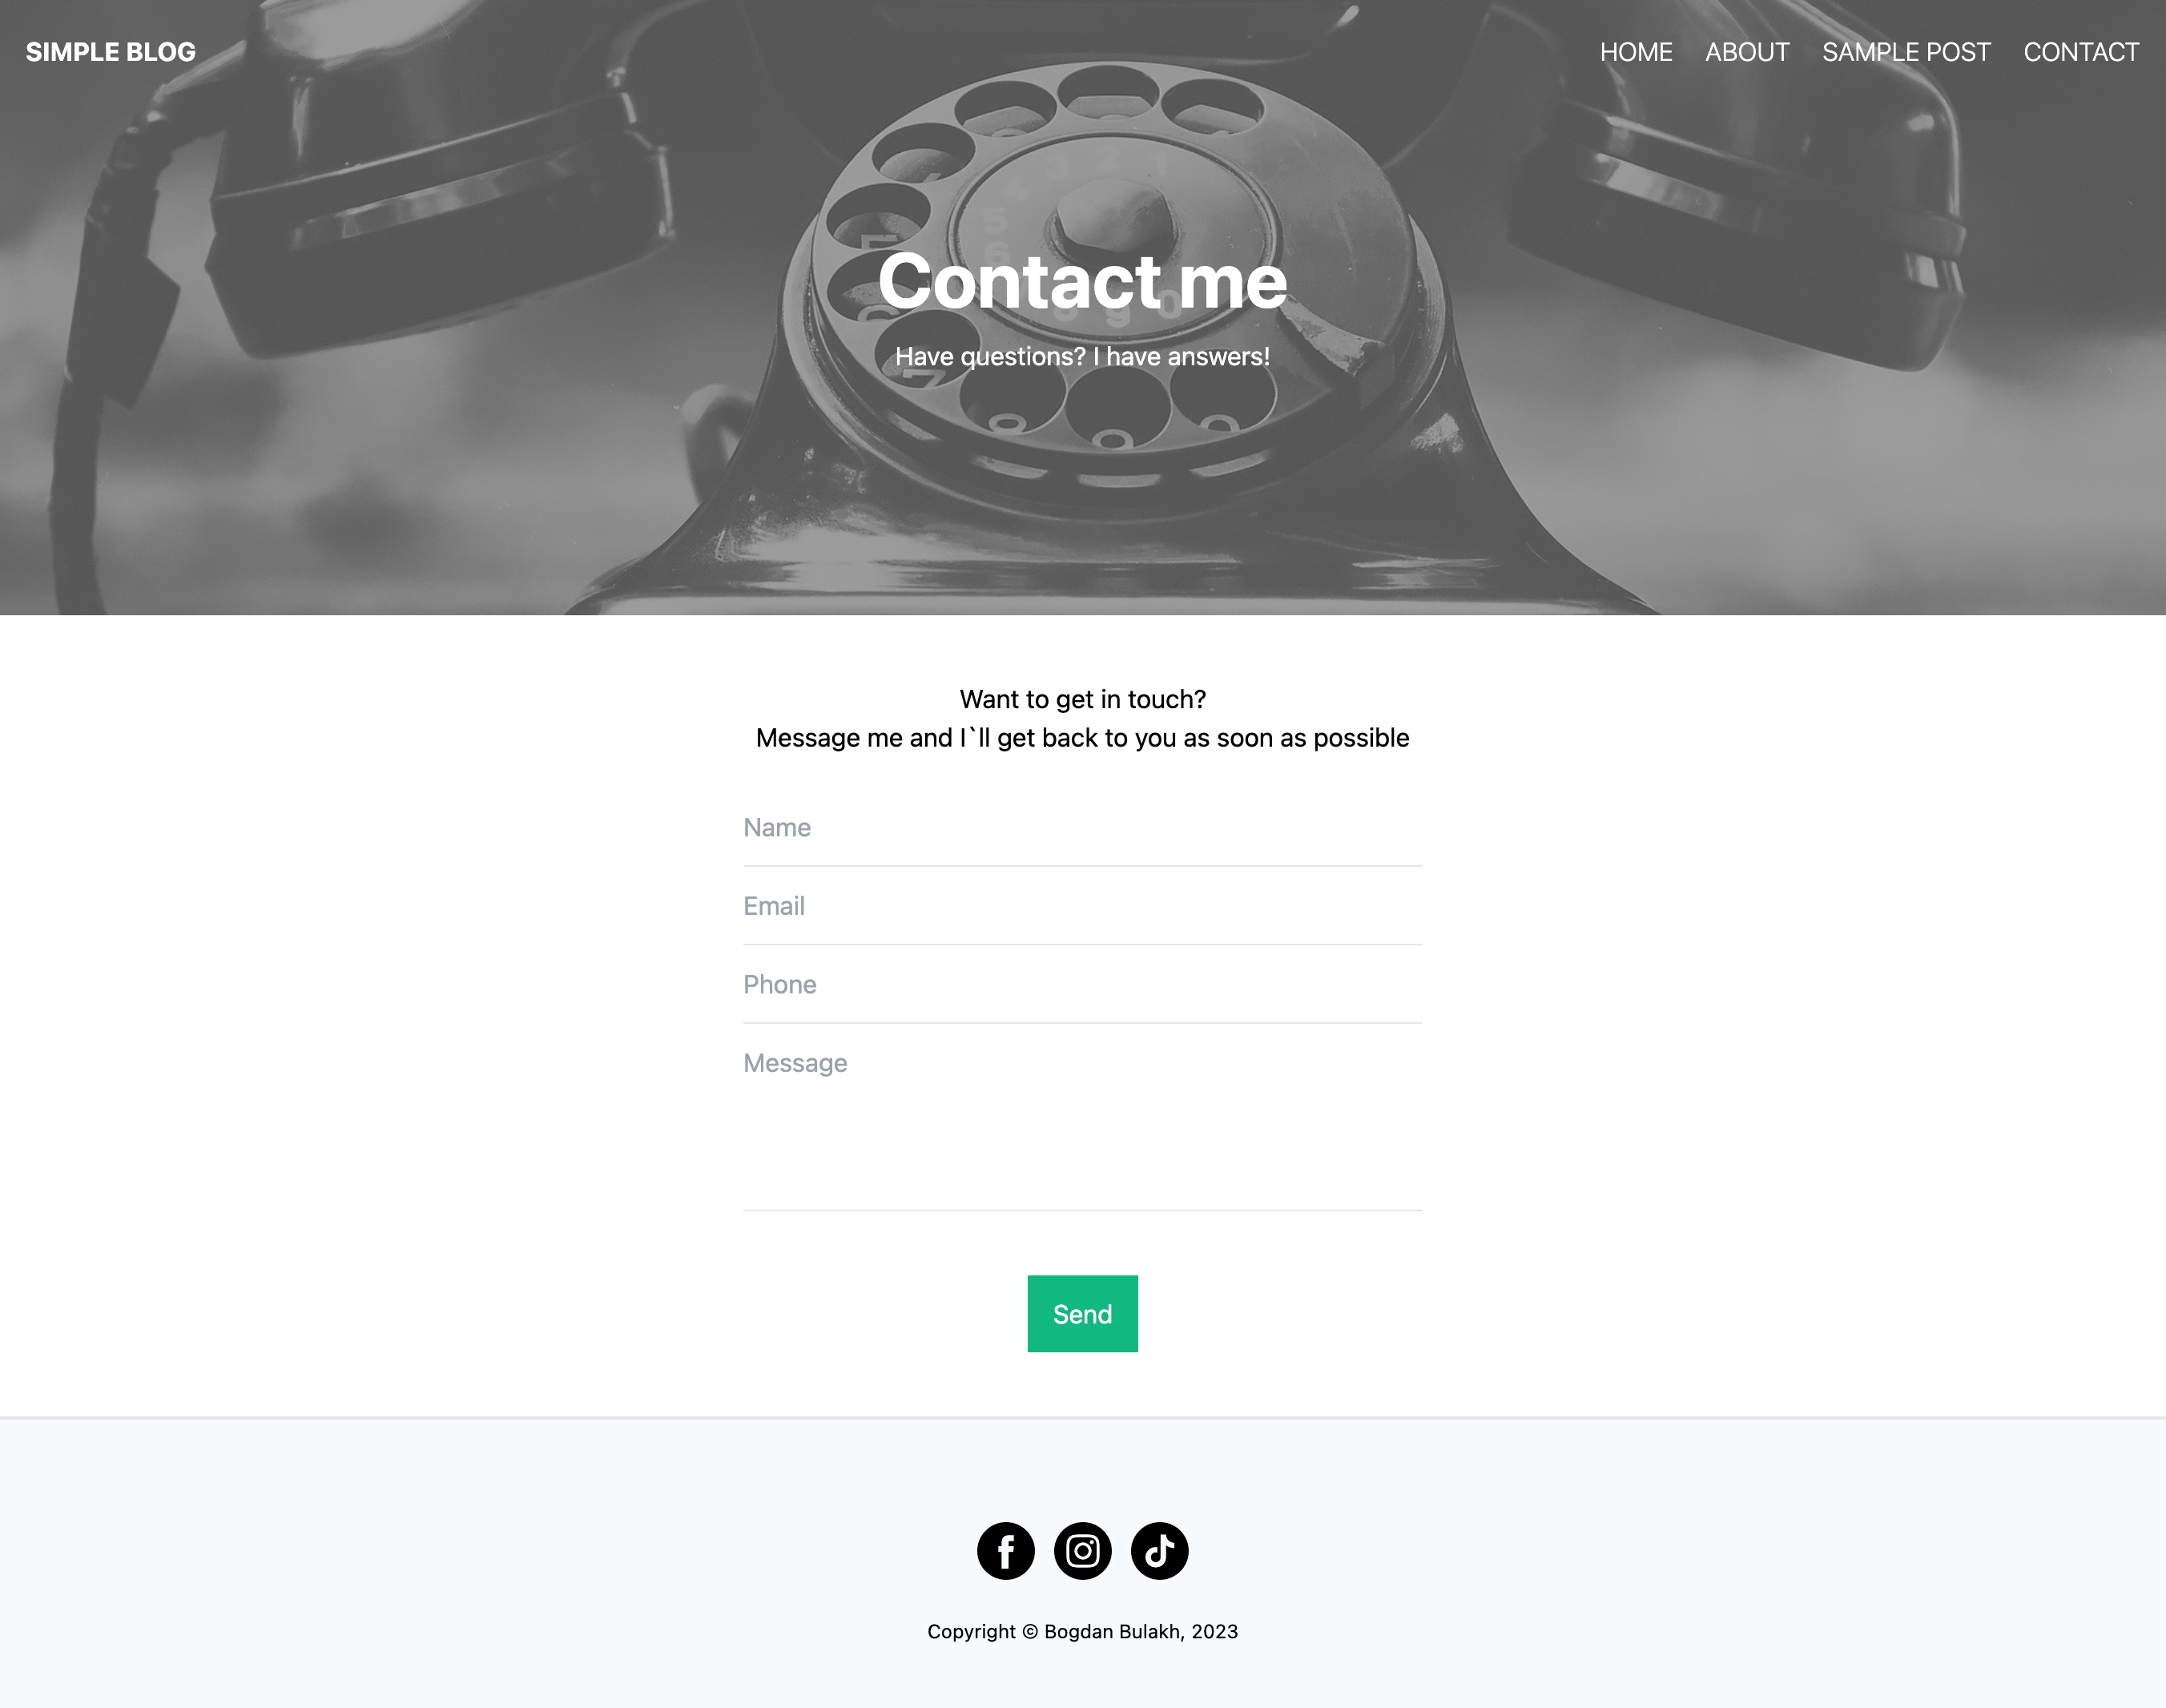 SIMPLE BLOG
HOME ABOUT SAMPLE POST CONTACT
Contact me
Have questions? I have answers!
Want to get in touch?
Message me and I`ll get back to you as soon as possible
Name
Email
Phone
Message
Send
Copyright © Bogdan Bulakh, 2023